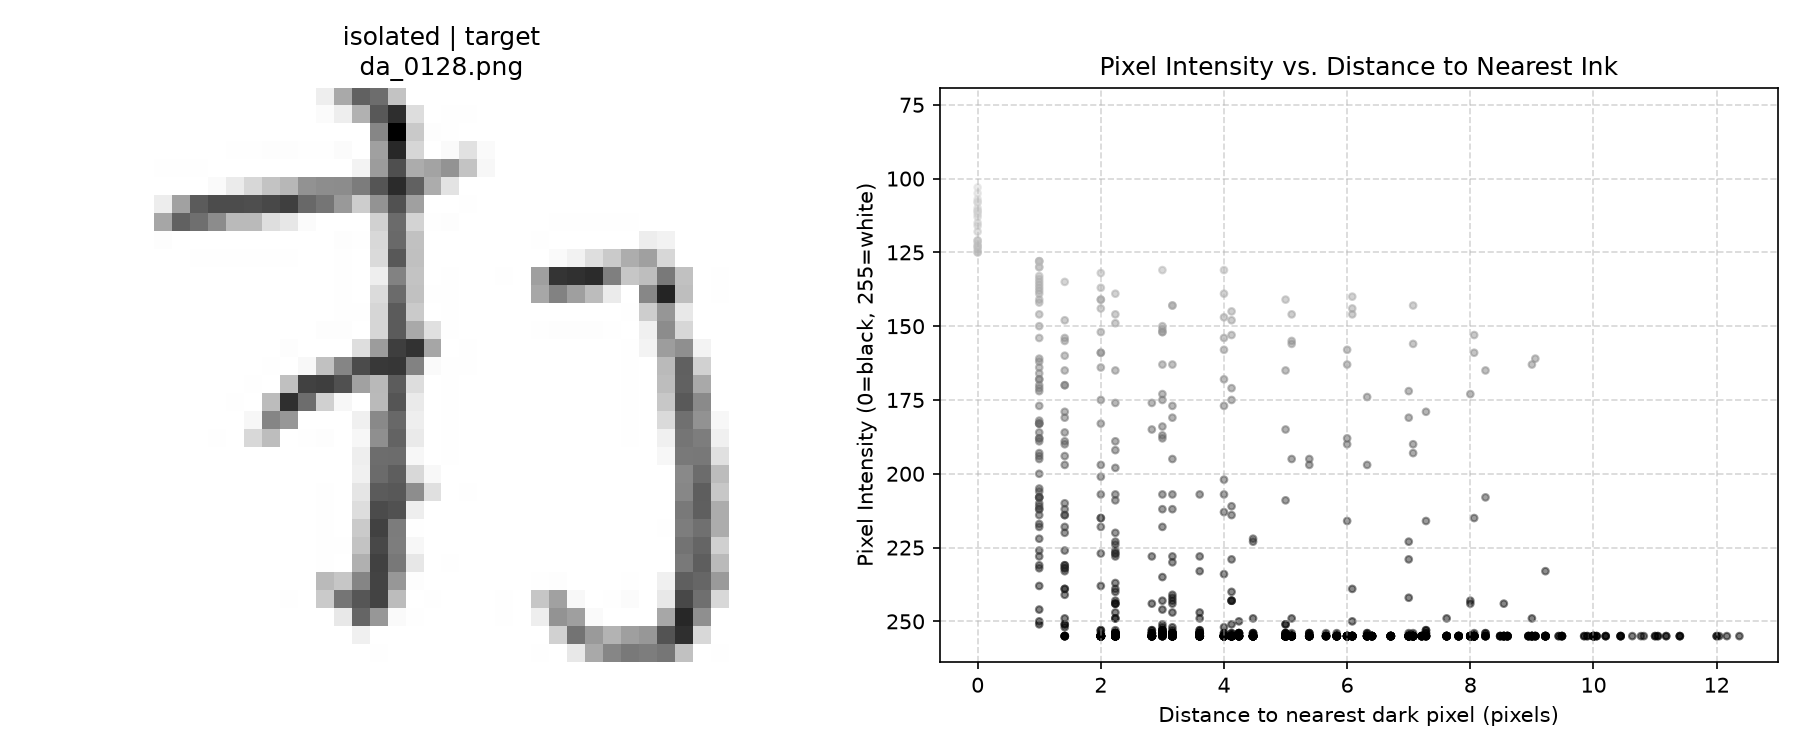 isolated | target
da_0128.png
Pixel Intensity vs. Distance to Nearest Ink
Pixel Intensity (0=black, 255=white)
75
100
125
150
175
200
225
250
0 2 4 6 8 10 12
Distance to nearest dark pixel (pixels)